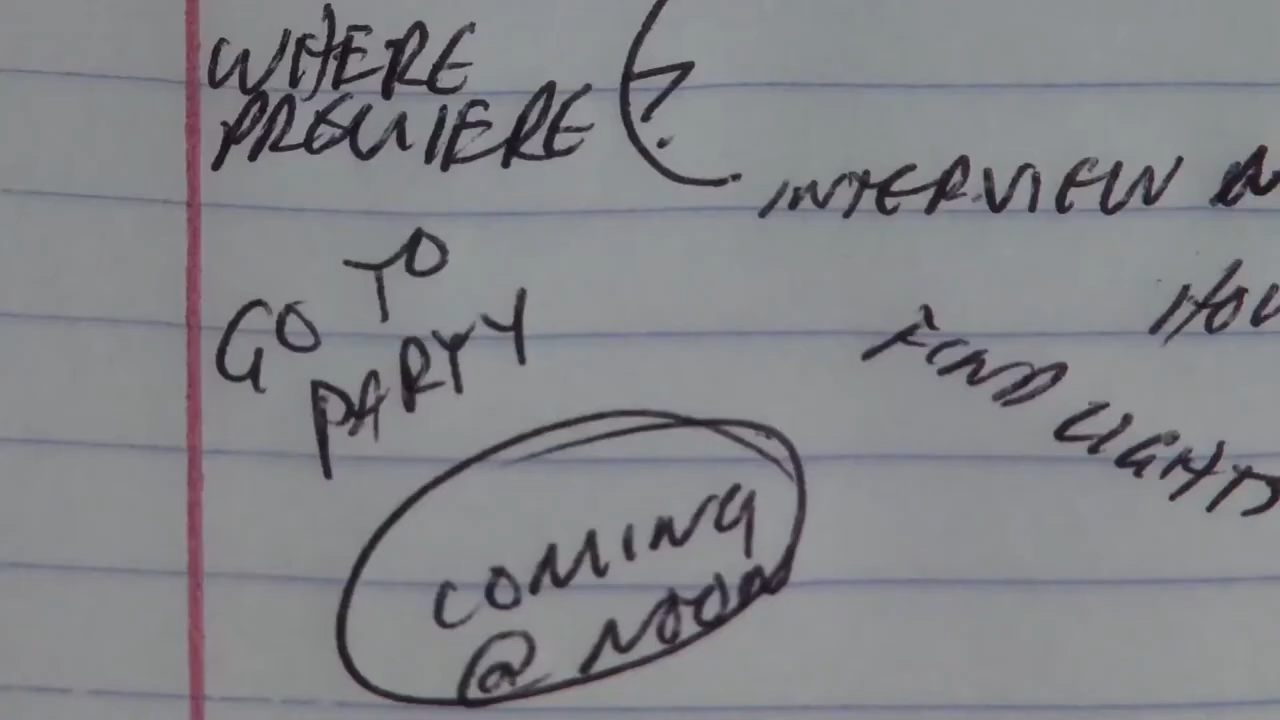 WHERE
PREMIERE ?
INTERVIEW
GO TO
PARTY
FIND LIGHTS
COMING
@ NOON